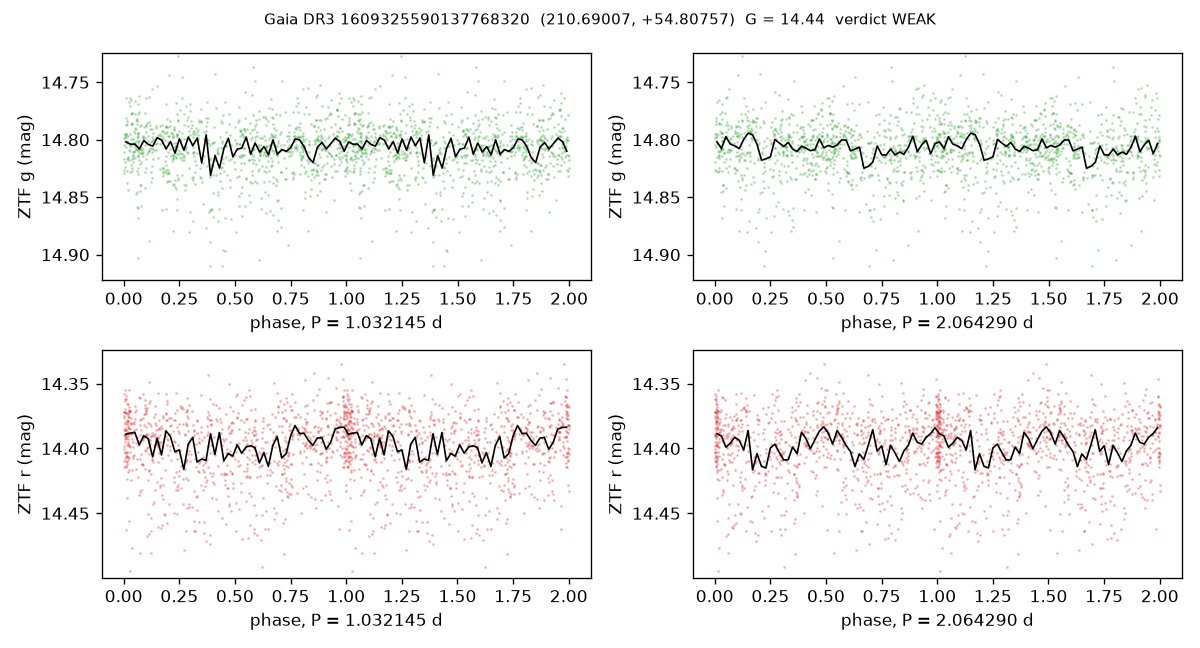 Gaia DR3 1609325590137768320  (210.69007, +54.80757)  G = 14.44  verdict WEAK
ZTF g (mag)
14.75
14.80
14.85
14.90
0.00 0.25 0.50 0.75 1.00 1.25 1.50 1.75 2.00
phase, P = 1.032145 d
ZTF g (mag)
14.75
14.80
14.85
14.90
0.00 0.25 0.50 0.75 1.00 1.25 1.50 1.75 2.00
phase, P = 2.064290 d
ZTF r (mag)
14.35
14.40
14.45
0.00 0.25 0.50 0.75 1.00 1.25 1.50 1.75 2.00
phase, P = 1.032145 d
ZTF r (mag)
14.35
14.40
14.45
0.00 0.25 0.50 0.75 1.00 1.25 1.50 1.75 2.00
phase, P = 2.064290 d